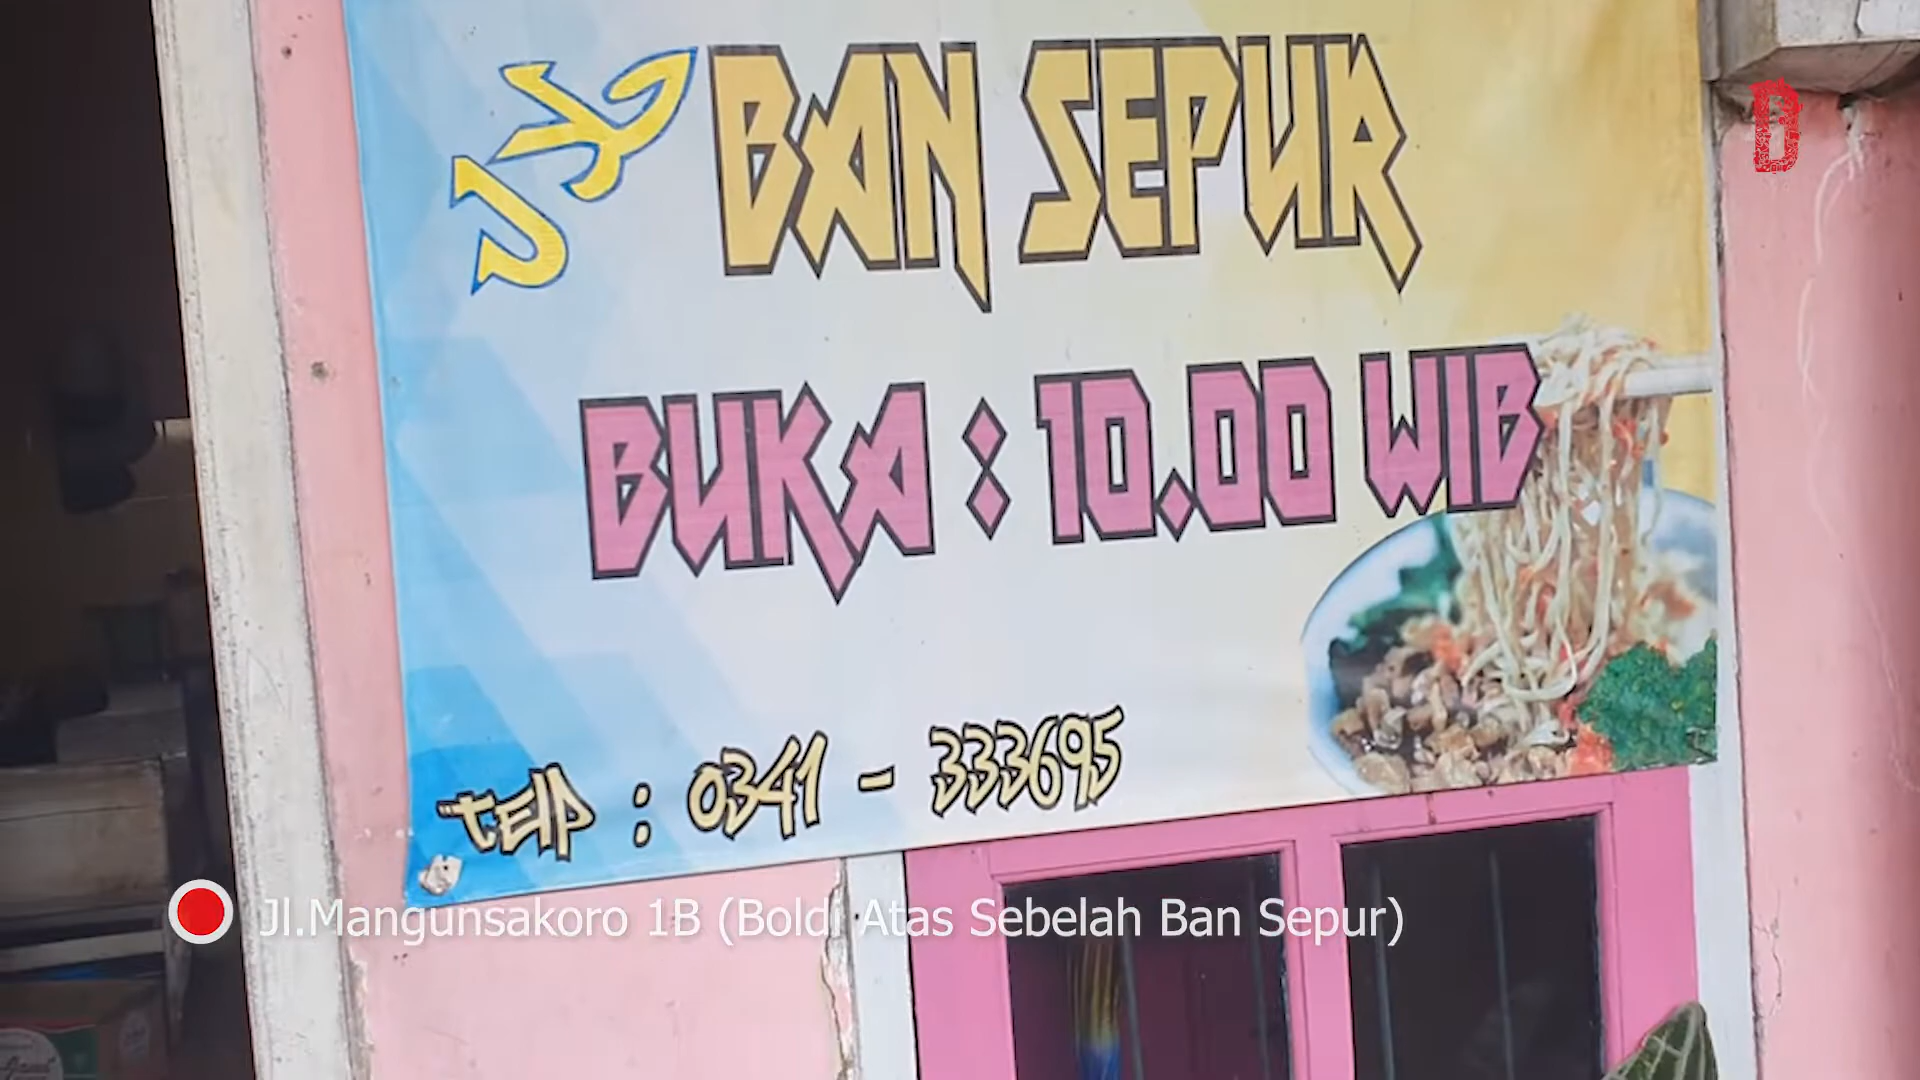 BAN SEPUR
BUKA : 10.00 WIB
TELP : 0341 - 333695
Jl.Mangunsakoro 1B (Boldi Atas Sebelah Ban Sepur)